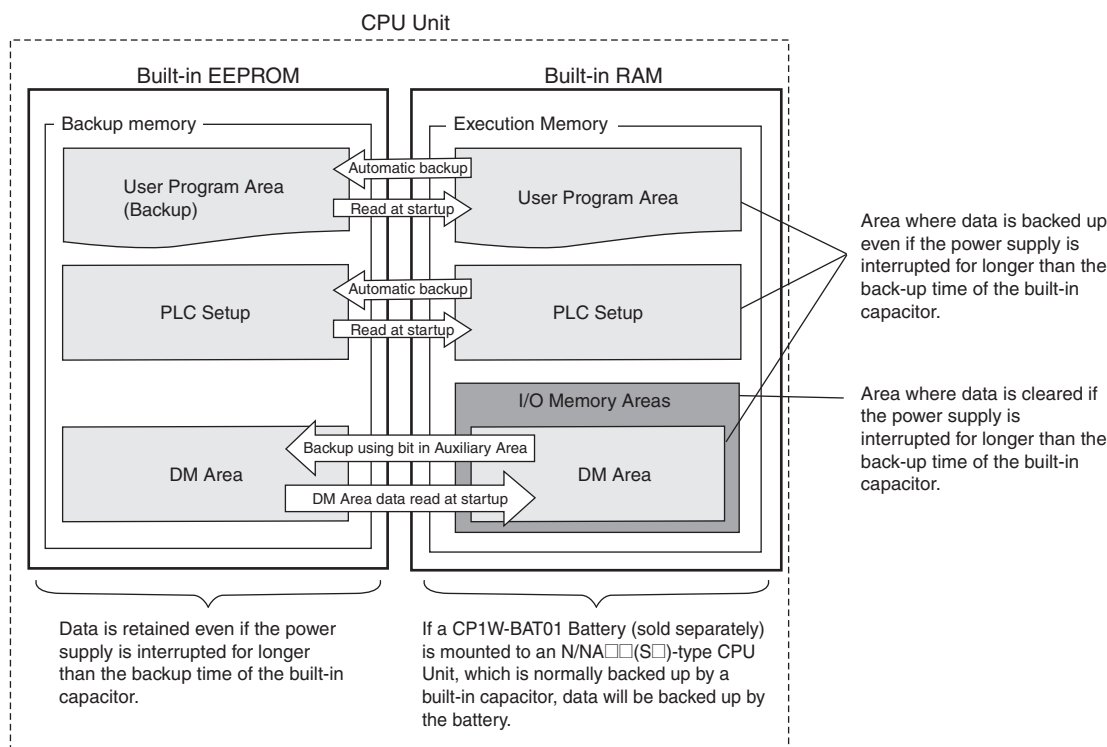 CPU Unit
Built-in EEPROM
Built-in RAM
Backup memory
Execution Memory
User Program Area
(Backup)
Automatic backup
Read at startup
User Program Area
PLC Setup
Automatic backup
Read at startup
PLC Setup
I/O Memory Areas
DM Area
Backup using bit in Auxiliary Area
DM Area data read at startup
DM Area
Area where data is backed up
even if the power supply is
interrupted for longer than the
back-up time of the built-in
capacitor.
Area where data is cleared if
the power supply is
interrupted for longer than the
back-up time of the built-in
capacitor.
Data is retained even if the power
supply is interrupted for longer
than the backup time of the built-in
capacitor.
If a CP1W-BAT01 Battery (sold separately)
is mounted to an N/NA□□(S□)-type CPU
Unit, which is normally backed up by a
built-in capacitor, data will be backed up by
the battery.